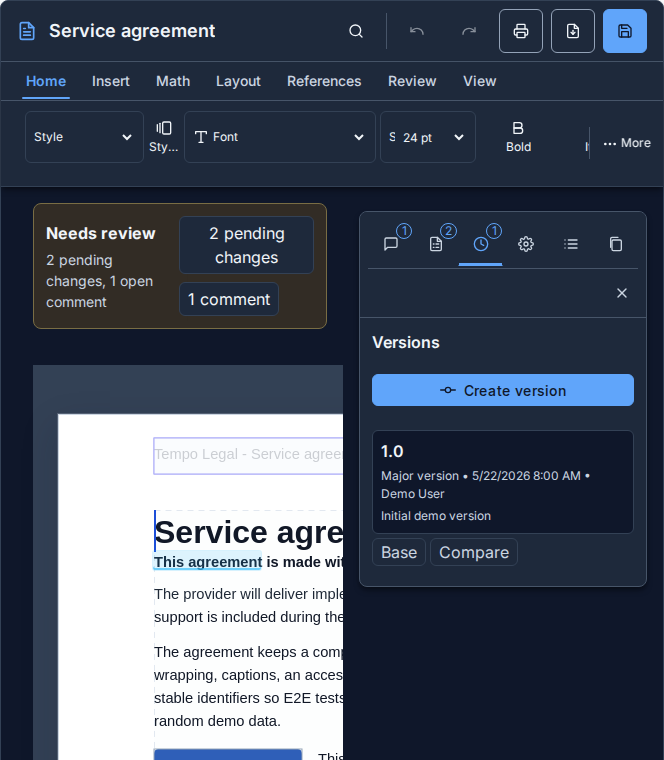 Service agreement
Home Insert Math Layout References Review View
Style Sty... Font S 24 pt Bold ... More
Needs review
2 pending changes, 1 open comment
2 pending changes
1 comment
1 2 1
Versions
Create version
1.0
Major version • 5/22/2026 8:00 AM •
Demo User
Initial demo version
Base Compare
Tempo Legal - Service agree
Service agre
This agreement is made wit
The provider will deliver imple
support is included during the
The agreement keeps a comp
wrapping, captions, an acces
stable identifiers so E2E tests
random demo data.
This